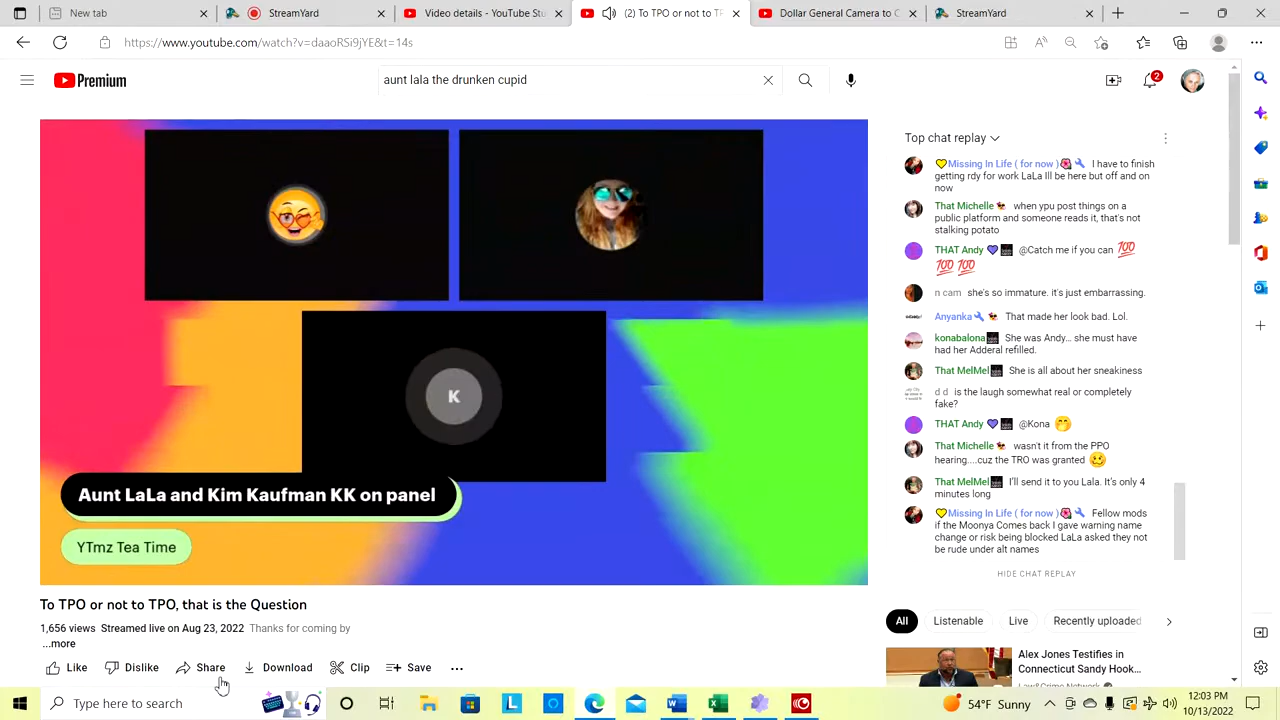 that
StreamYard
Video details - YouTube St
(2) To TPO or not to TP
Dollar General Camera to C
StreamYard
https://www.youtube.com/watch?v=daaoRSi9jYE&t=14s
Premium
aunt lala the drunken cupid
2
Top chat replay
Missing In Life ( for now ) I have to finish
getting rdy for work LaLa Ill be here but off and on
now
That Michelle when ypu post things on a
public platform and someone reads it, that's not
stalking potato
THAT Andy @Catch me if you can 💯
💯 💯
n cam she's so immature. it's just embarrassing.
Anyanka That made her look bad. Lol.
konabalona She was Andy… she must have
had her Adderal refilled.
That MelMel She is all about her sneakiness
d d is the laugh somewhat real or completely
fake?
THAT Andy @Kona
That Michelle wasn't it from the PPO
hearing....cuz the TRO was granted
That MelMel I'll send it to you Lala. It's only 4
minutes long
Missing In Life ( for now ) Fellow mods
if the Moonya Comes back I gave warning name
change or risk being blocked LaLa asked they not
be rude under alt names
HIDE CHAT REPLAY
K
Aunt LaLa and Kim Kaufman KK on panel
YTmz Tea Time
To TPO or not to TPO, that is the Question
1,656 views Streamed live on Aug 23, 2022 Thanks for coming by
...more
Like Dislike Share Download Clip Save
All Listenable Live Recently uploaded
Alex Jones Testifies in
Connecticut Sandy Hook...
Law&Crime Network
Type here to search
54°F Sunny
12:03 PM
10/13/2022